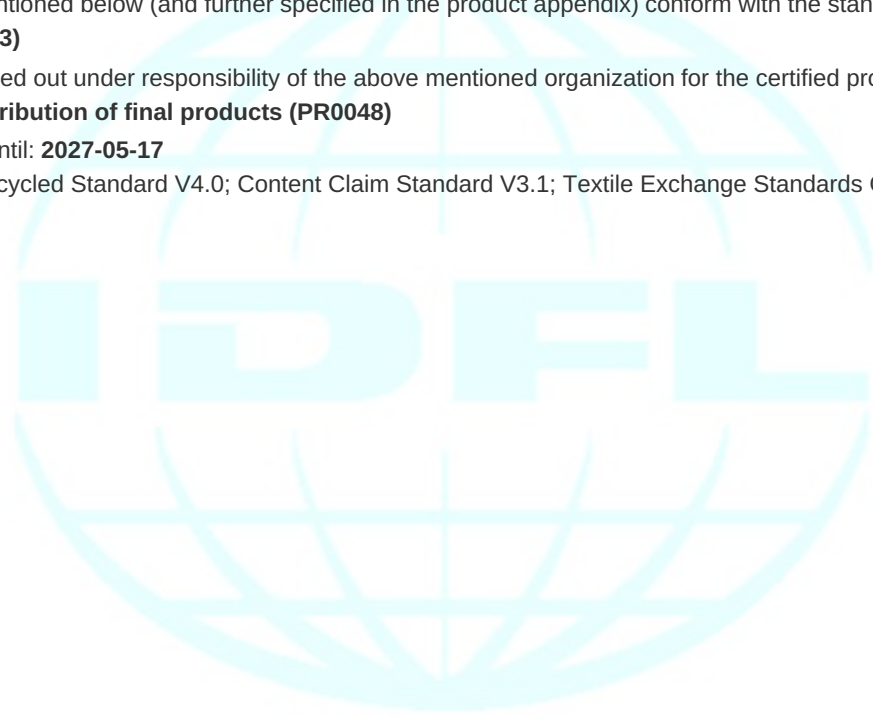 ntioned below (and further specified in the product appendix) conform with the stan
3)
ed out under responsibility of the above mentioned organization for the certified pro
ribution of final products (PR0048)
ntil: 2027-05-17
cycled Standard V4.0; Content Claim Standard V3.1; Textile Exchange Standards
IDFL